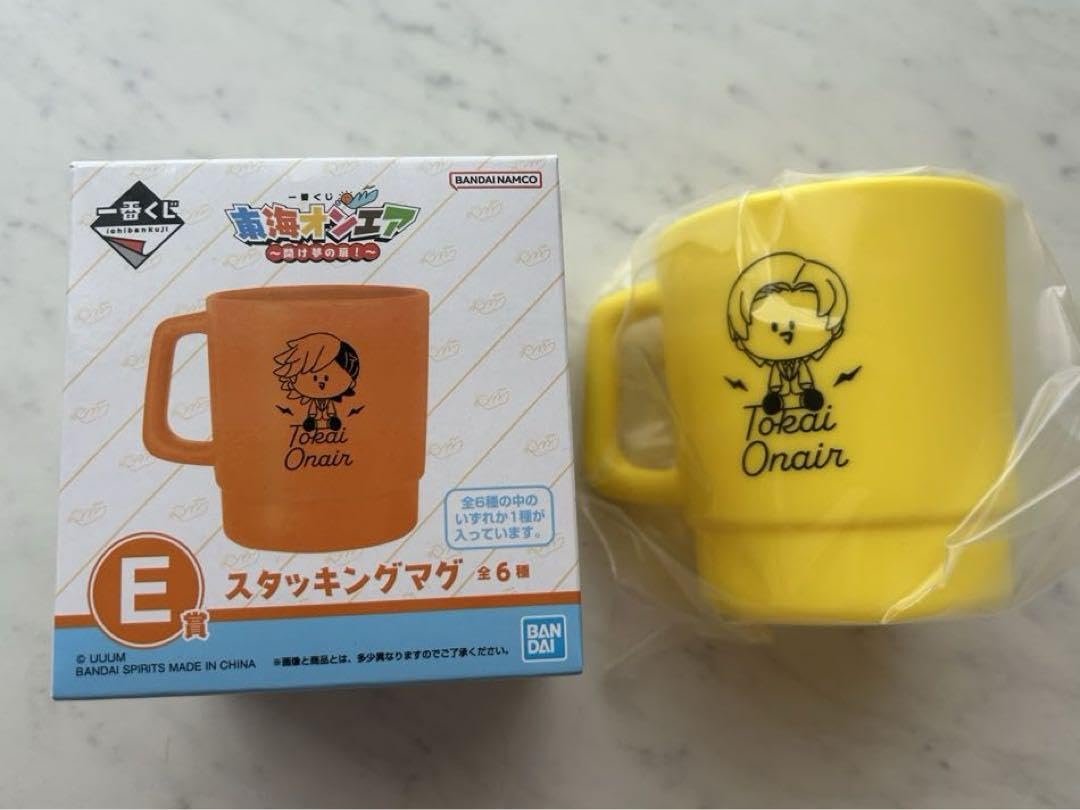 一番くじ
ichibankuji
一番くじ
東海オンエア
～開け夢の扉！～
BANDAI NAMCO
Tokai
Onair
全6種の中の
いずれか1種が
入っています。
E賞
スタッキングマグ 全6種
© UUUM
BANDAI SPIRITS MADE IN CHINA
※画像と商品とは、多少異なりますのでご了承ください。
BAN
DAI
Tokai
Onair